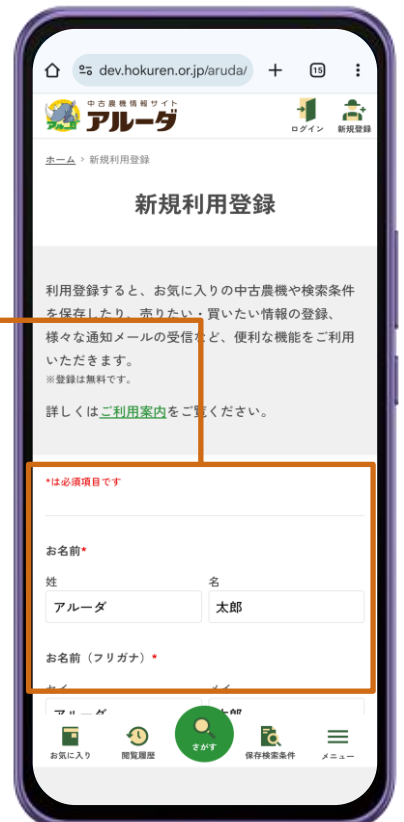 dev.hokuren.or.jp/aruda/
15
中古農機情報サイト
アルーダ
アルーダ
ログイン
新規登録
ホーム > 新規利用登録
新規利用登録
利用登録すると、お気に入りの中古農機や検索条件
を保存したり、売りたい・買いたい情報の登録、
様々な通知メールの受信など、便利な機能をご利用
いただきます。
※登録は無料です。
詳しくはご利用案内をご覧ください。
*は必須項目です
お名前*
姓 名
アルーダ 太郎
お名前（フリガナ）*
お気に入り
閲覧履歴
さがす
保存検索条件
メニュー